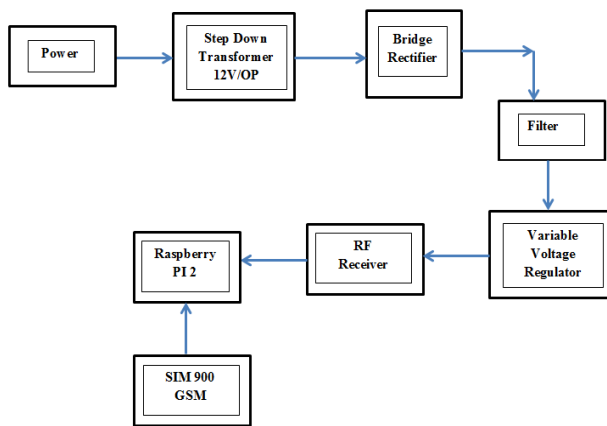 Power
Step Down
Transformer
12V/OP
Bridge
Rectifier
Filter
Variable
Voltage
Regulator
RF
Receiver
Raspberry
PI 2
SIM 900
GSM